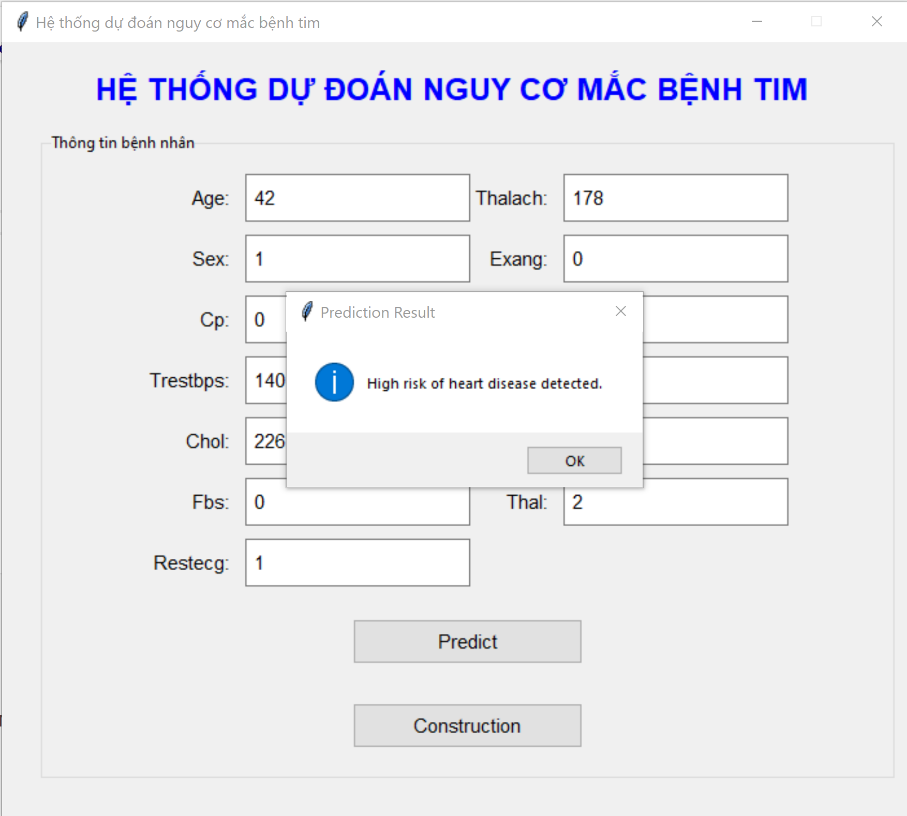 Hệ thống dự đoán nguy cơ mắc bệnh tim
HỆ THỐNG DỰ ĐOÁN NGUY CƠ MẮC BỆNH TIM
Thông tin bệnh nhân
Age: 42 Thalach: 178
Sex: 1 Exang: 0
Cp: 0
Prediction Result
Trestbps: 140
High risk of heart disease detected.
Chol: 226
OK
Fbs: 0 Thal: 2
Restecg: 1
Predict
Construction